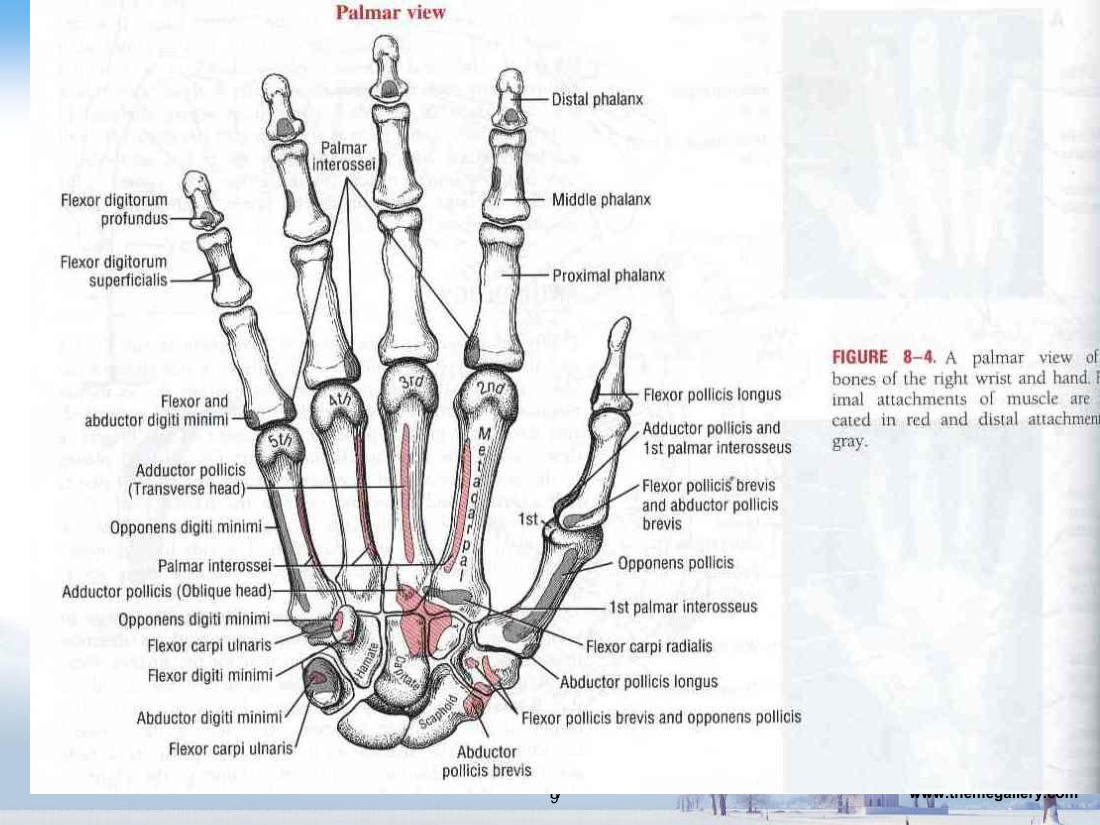 Palmar view
Distal phalanx
Palmar
interossei
Middle phalanx
Flexor digitorum
profundus
Flexor digitorum
superficialis
Proximal phalanx
3rd
2nd
4th
5th
Metacarpal
1st
Flexor and
abductor digiti minimi
Adductor pollicis
(Transverse head)
Opponens digiti minimi
Palmar interossei
Adductor pollicis (Oblique head)
Opponens digiti minimi
Flexor carpi ulnaris
Flexor digiti minimi
Abductor digiti minimi
Flexor carpi ulnaris
Hamate
Capitate
Scaphoid
Flexor pollicis longus
Adductor pollicis and
1st palmar interosseus
Flexor pollicis brevis
and abductor pollicis
brevis
Opponens pollicis
1st palmar interosseus
Flexor carpi radialis
Abductor pollicis longus
Flexor pollicis brevis and opponens pollicis
Abductor
pollicis brevis
FIGURE 8–4. A palmar view of
bones of the right wrist and hand.
imal attachments of muscle are
cated in red and distal attachmen
gray.
9
www.themegallery.com